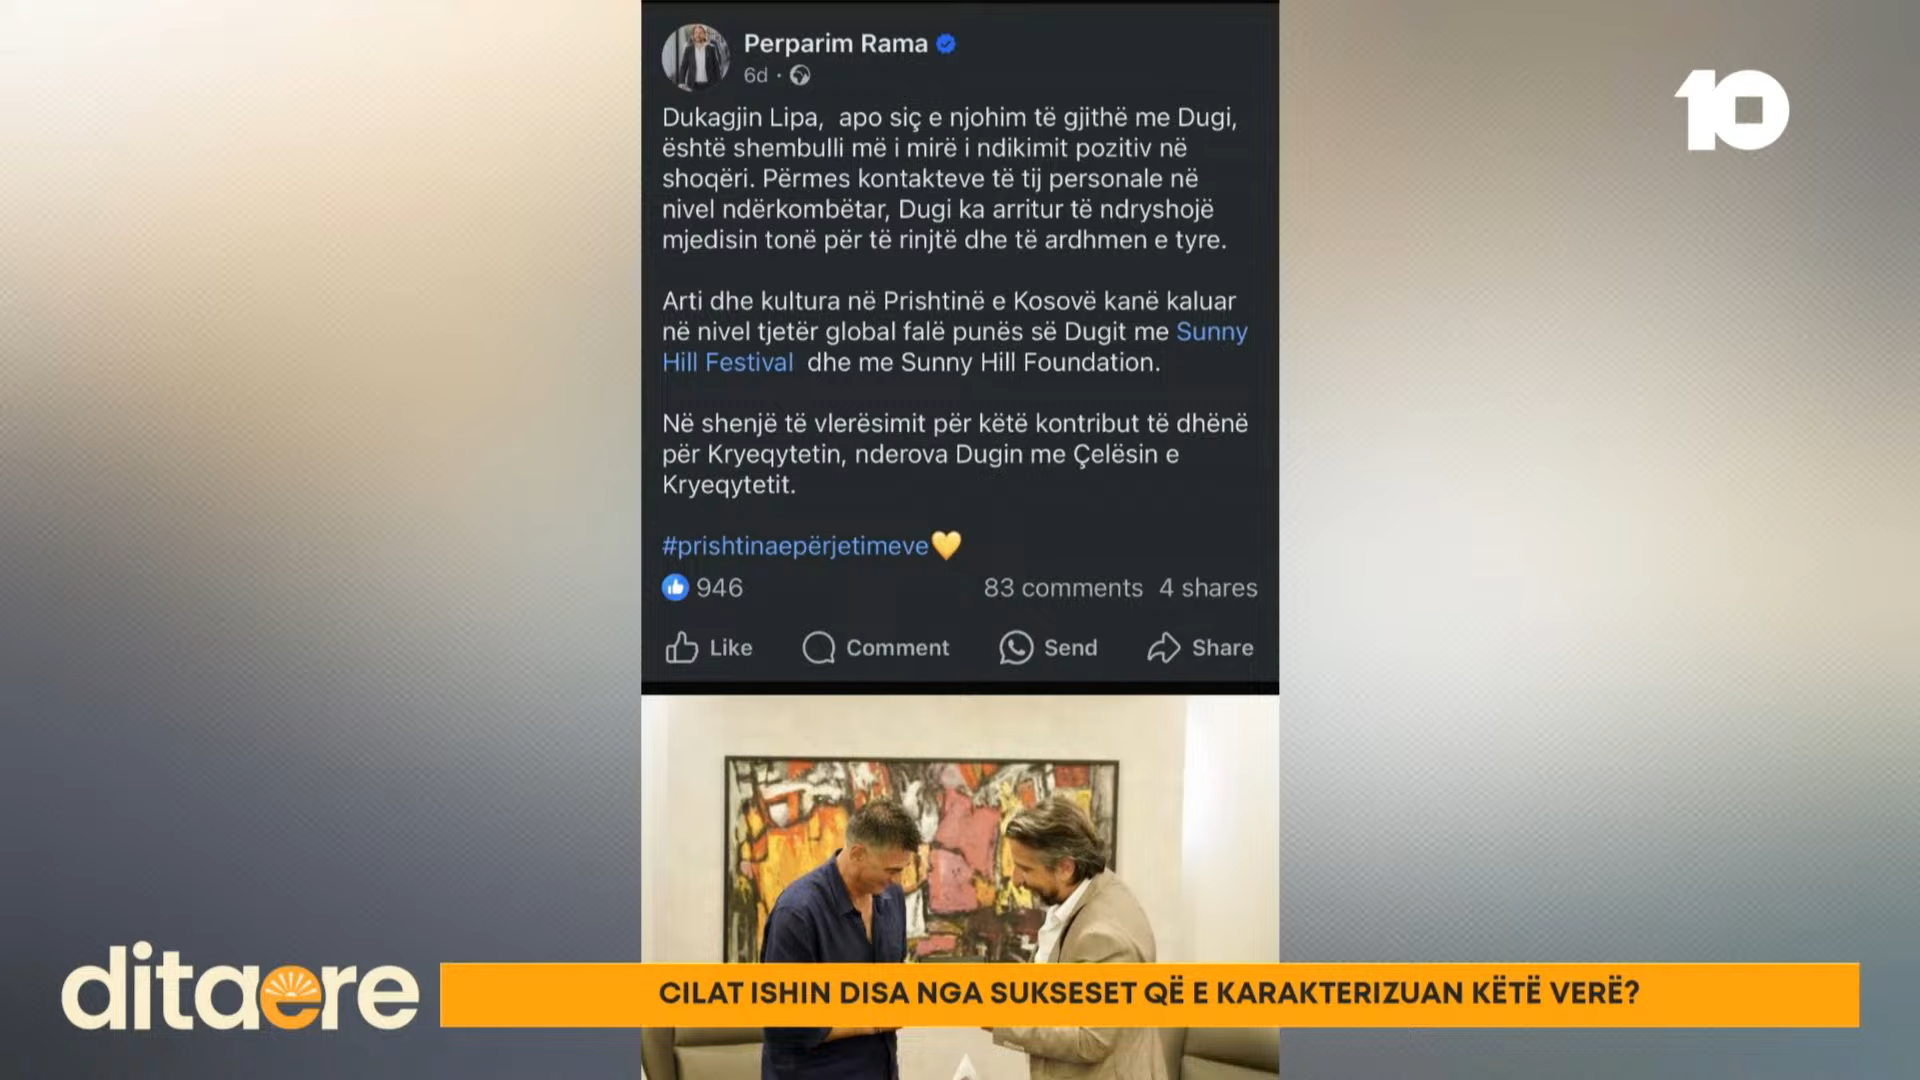 Perparim Rama
6d ·
10
Dukagjin Lipa, apo siç e njohim të gjithë me Dugi,
është shembulli më i mirë i ndikimit pozitiv në
shoqëri. Përmes kontakteve të tij personale në
nivel ndërkombëtar, Dugi ka arritur të ndryshojë
mjedisin tonë për të rinjtë dhe të ardhmen e tyre.
Arti dhe kultura në Prishtinë e Kosovë kanë kaluar
në nivel tjetër global falë punës së Dugit me Sunny
Hill Festival dhe me Sunny Hill Foundation.
Në shenjë të vlerësimit për këtë kontribut të dhënë
për Kryeqytetin, nderova Dugin me Çelësin e
Kryeqytetit.
#prishtinaepërjetimeve💛
946 83 comments 4 shares
Like Comment Send Share
ditaere
CILAT ISHIN DISA NGA SUKSESET QË E KARAKTERIZUAN KËTË VERË?